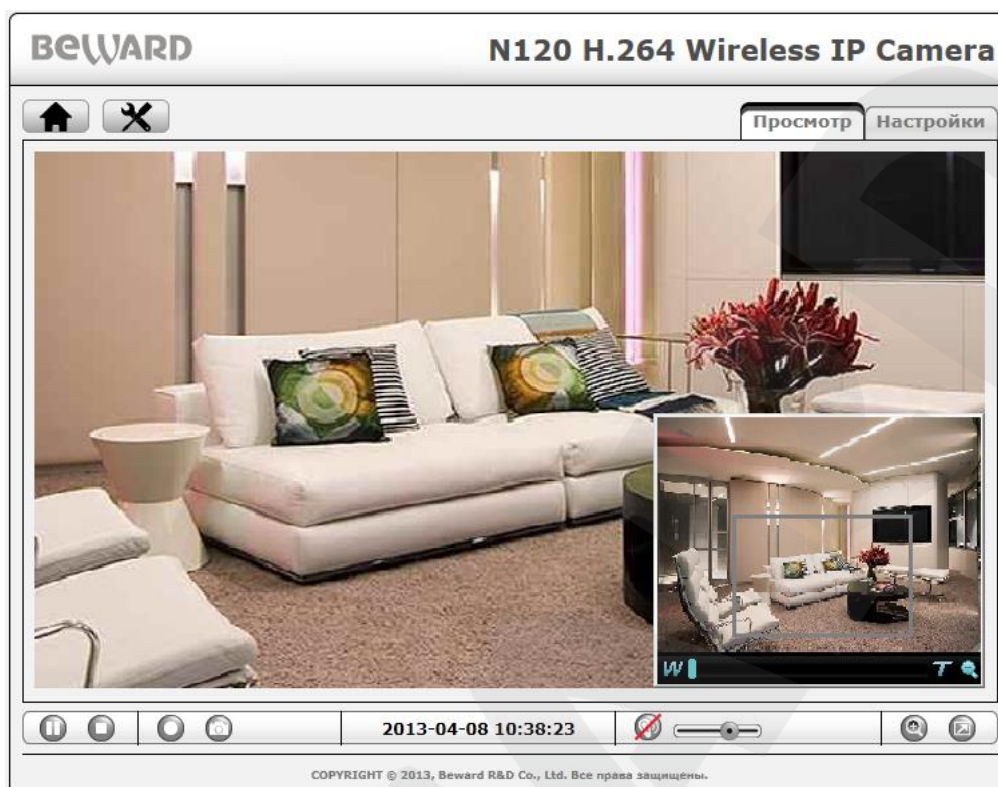 BEWARD
N120 H.264 Wireless IP Camera
Просмотр
Настройки
W T
2013-04-08 10:38:23
COPYRIGHT © 2013, Beward R&D Co., Ltd. Все права защищены.